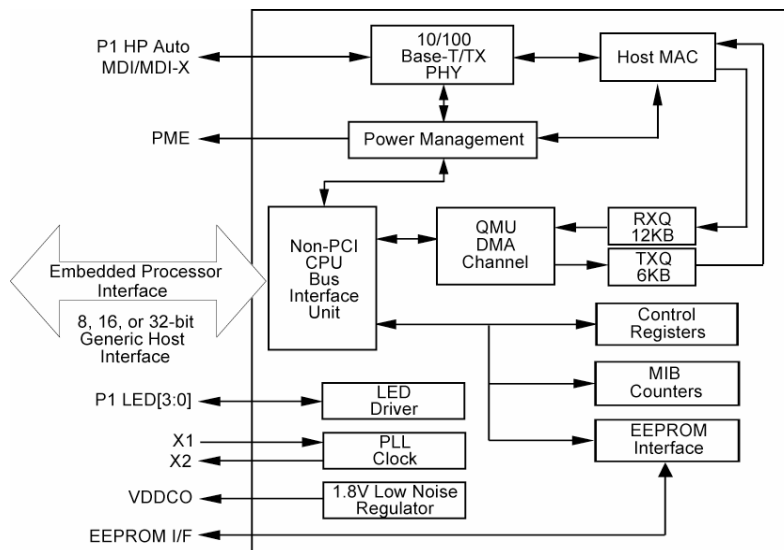 P1 HP Auto
MDI/MDI-X
10/100
Base-T/TX
PHY
Host MAC
PME
Power Management
Non-PCI
CPU
Bus
Interface
Unit
QMU
DMA
Channel
RXQ
12KB
TXQ
6KB
Embedded Processor
Interface
8, 16, or 32-bit
Generic Host
Interface
Control
Registers
MIB
Counters
EEPROM
Interface
P1 LED[3:0]
LED
Driver
X1
X2
PLL
Clock
VDDCO
1.8V Low Noise
Regulator
EEPROM I/F